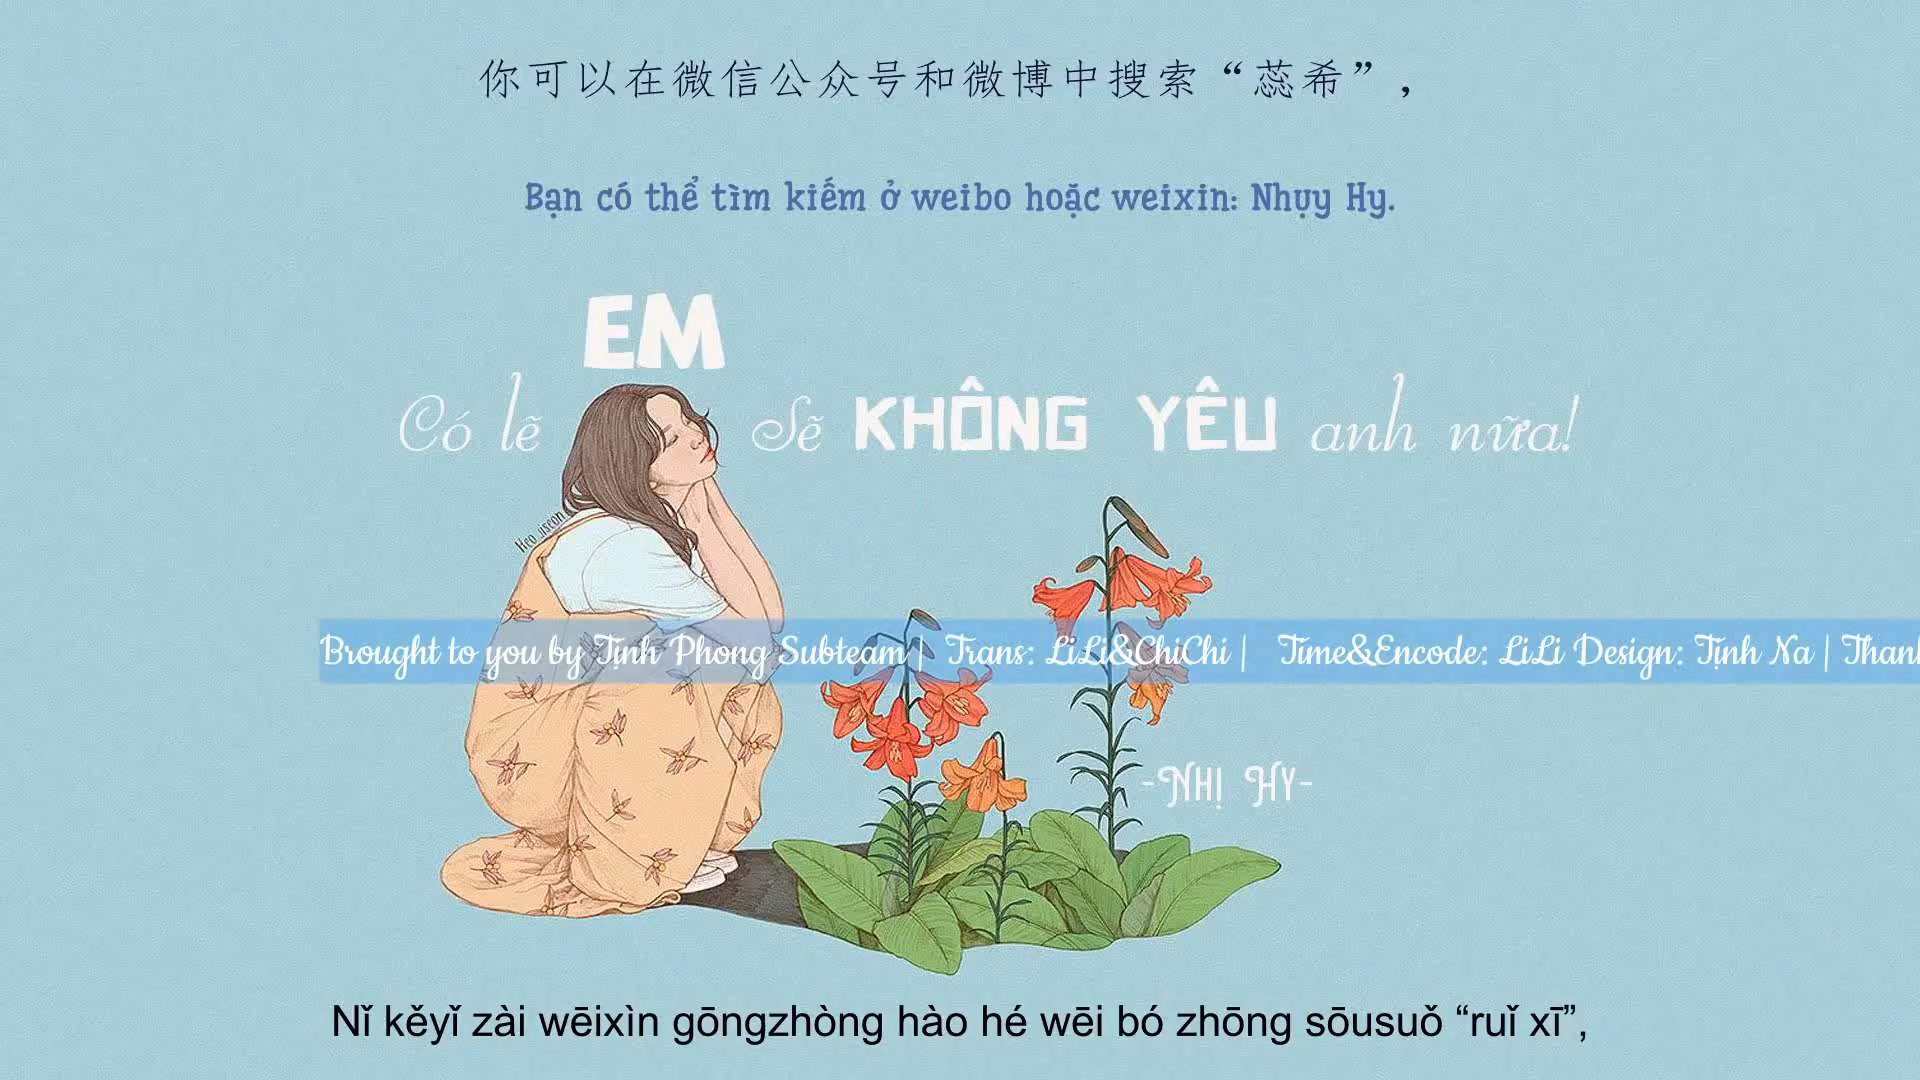 你可以在微信公众号和微博中搜索“蕊希”，
Bạn có thể tìm kiếm ở weibo hoặc weixin: Nhụy Hy.
EM
Có lẽ Sẽ KHÔNG YÊU anh nữa!
Heo jiseon
Brought to you by Tịnh Phong Subteam | Trans: LiLi&ChiChi | Time&Encode: LiLi Design: Tịnh Na | Thank
-NHỊ HY-
Nǐ kěyǐ zài wēixìn gōngzhòng hào hé wēi bó zhōng sōusuǒ “ruǐ xī”,